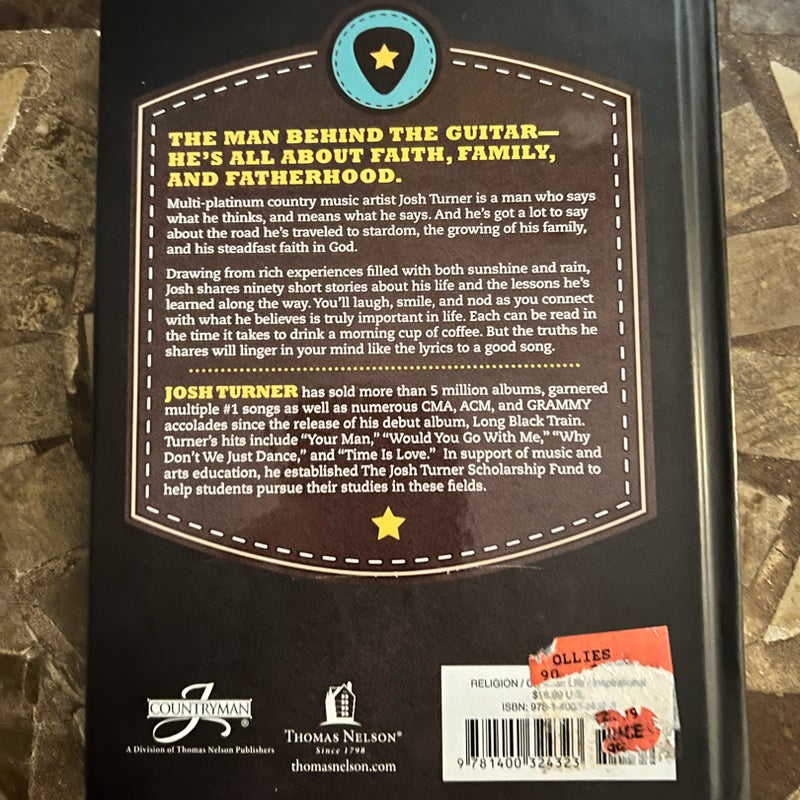 THE MAN BEHIND THE GUITAR—
HE'S ALL ABOUT FAITH, FAMILY,
AND FATHERHOOD.
Multi-platinum country music artist Josh Turner is a man who says
what he thinks, and means what he says. And he's got a lot to say
about the road he's traveled to stardom, the growing of his family,
and his steadfast faith in God.
Drawing from rich experiences filled with both sunshine and rain,
Josh shares ninety short stories about his life and the lessons he's
learned along the way. You'll laugh, smile, and nod as you connect
with what he believes is truly important in life. Each can be read in
the time it takes to drink a morning cup of coffee. But the truths he
shares will linger in your mind like the lyrics to a good song.
JOSH TURNER has sold more than 5 million albums, garnered
multiple #1 songs as well as numerous CMA, ACM, and GRAMMY
accolades since the release of his debut album, Long Black Train.
Turner's hits include “Your Man,” “Would You Go With Me,” “Why
Don't We Just Dance,” and “Time Is Love.” In support of music and
arts education, he established The Josh Turner Scholarship Fund to
help students pursue their studies in these fields.
J
COUNTRYMAN®
A Division of Thomas Nelson Publishers
THOMAS NELSON®
Since 1798
thomasnelson.com
OLLIES
RELIGION / Life / Inspirational
U.S.
ISBN:
9 781400 324323